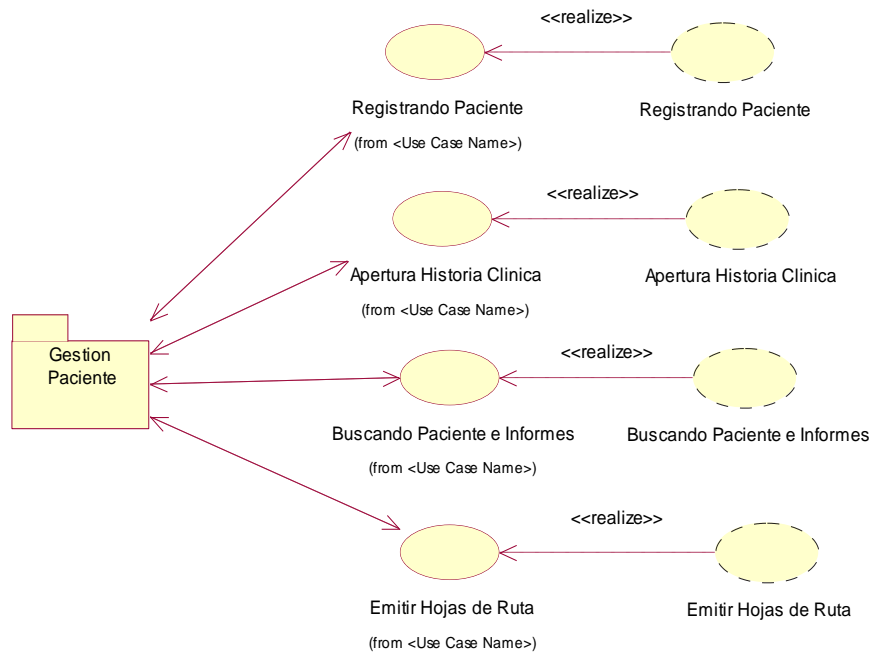 <<realize>>
Registrando Paciente
(from <Use Case Name>)
Registrando Paciente
<<realize>>
Apertura Historia Clinica
(from <Use Case Name>)
Apertura Historia Clinica
Gestion
Paciente
<<realize>>
Buscando Paciente e Informes
(from <Use Case Name>)
Buscando Paciente e Informes
<<realize>>
Emitir Hojas de Ruta
(from <Use Case Name>)
Emitir Hojas de Ruta